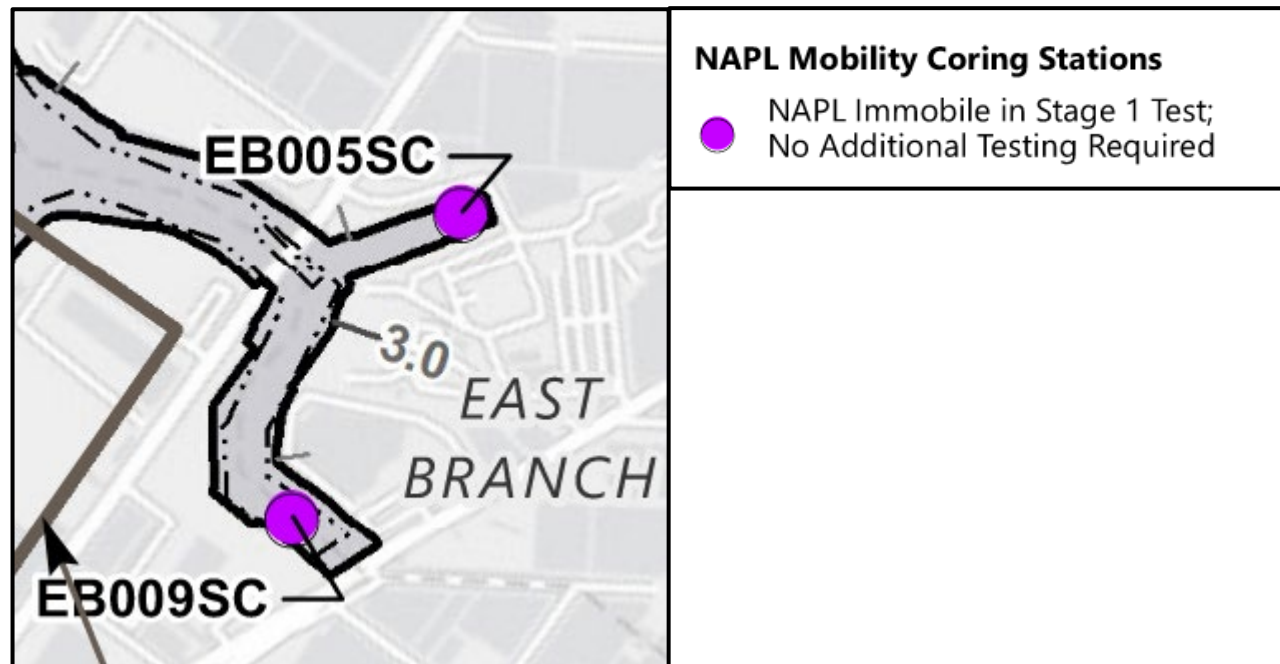 EB005SC
3.0
EAST
BRANCH
EB009SC
NAPL Mobility Coring Stations
NAPL Immobile in Stage 1 Test;
No Additional Testing Required